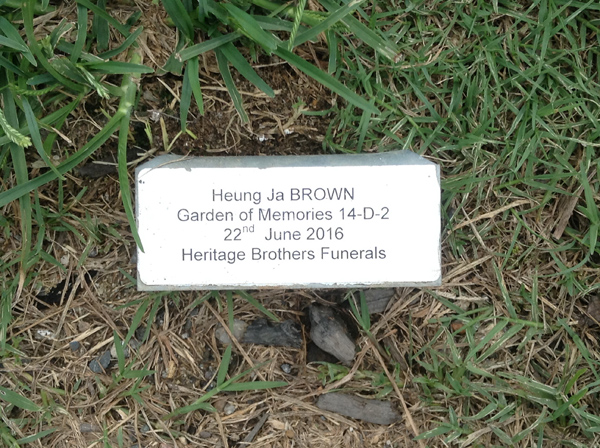 Heung Ja BROWN
Garden of Memories 14-D-2
22nd June 2016
Heritage Brothers Funerals